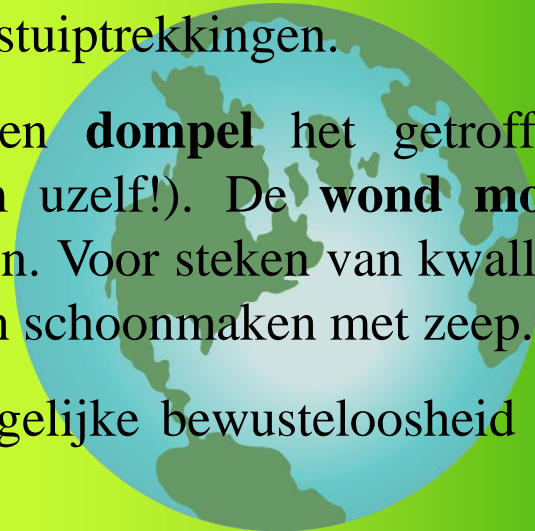 stuiptrekkingen.
en dompel het getroff
uzelf!). De wond mo
n. Voor steken van kwall
schoonmaken met zeep.
gelijke bewusteloosheid